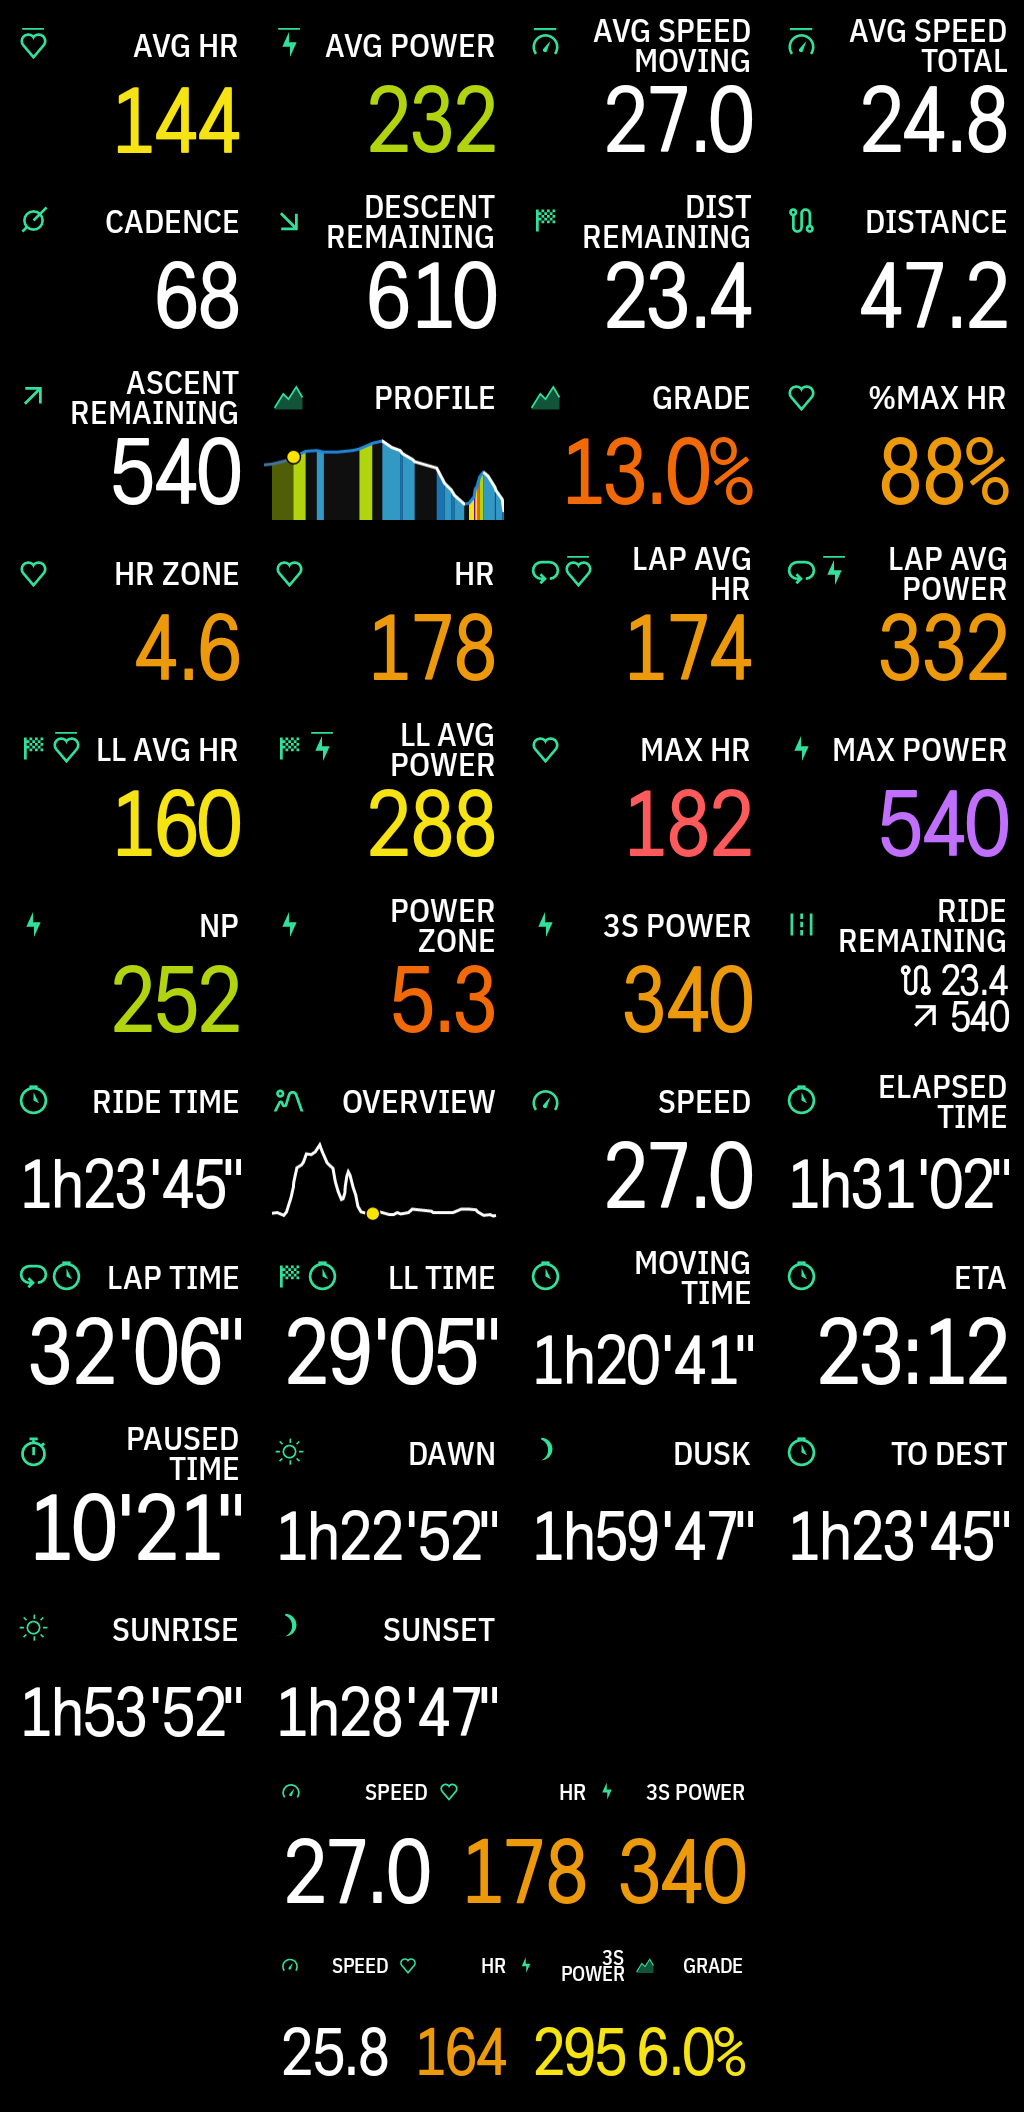 AVG HR
144
AVG POWER
232
AVG SPEED
MOVING
27.0
AVG SPEED
TOTAL
24.8
CADENCE
68
DESCENT
REMAINING
610
DIST
REMAINING
23.4
DISTANCE
47.2
ASCENT
REMAINING
540
PROFILE
GRADE
13.0%
%MAX HR
88%
HR ZONE
4.6
HR
178
LAP AVG
HR
174
LAP AVG
POWER
332
LL AVG HR
160
LL AVG
POWER
288
MAX HR
182
MAX POWER
540
NP
252
POWER
ZONE
5.3
3S POWER
340
RIDE
REMAINING
23.4
540
RIDE TIME
1h23'45"
OVERVIEW
SPEED
27.0
ELAPSED
TIME
1h31'02"
LAP TIME
32'06"
LL TIME
29'05"
MOVING
TIME
1h20'41"
ETA
23:12
PAUSED
TIME
10'21"
DAWN
1h22'52"
DUSK
1h59'47"
TO DEST
1h23'45"
SUNRISE
1h53'52"
SUNSET
1h28'47"
SPEED
27.0
HR
178
3S POWER
340
SPEED
25.8
HR
164
3S
POWER
295
GRADE
6.0%